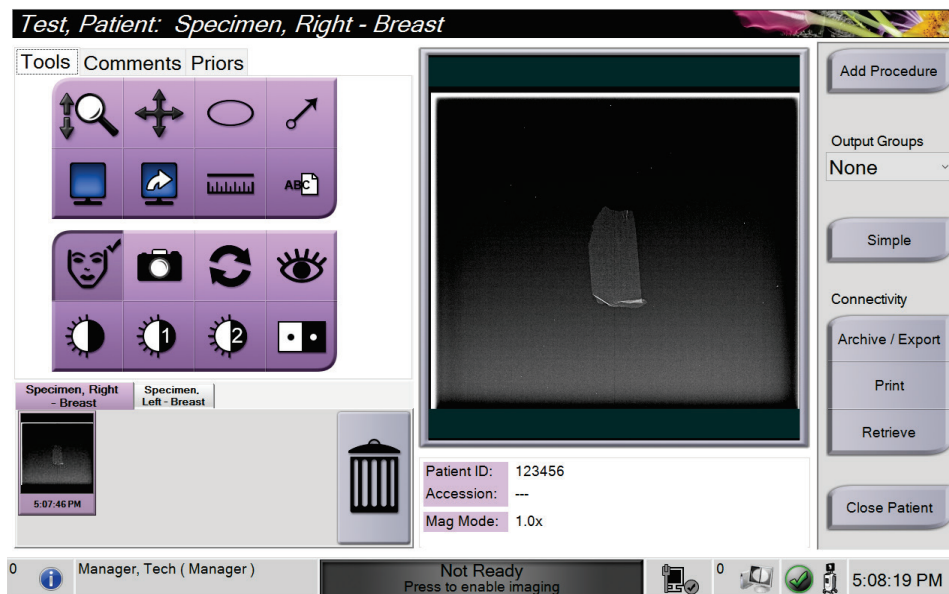 Test, Patient:  Specimen, Right - Breast
Tools Comments Priors
ABC
1 2
Specimen, Right
- Breast
Specimen,
Left - Breast
5:07:46 PM
Patient ID: 123456
Accession: ---
Mag Mode: 1.0x
Add Procedure
Output Groups
None
Simple
Connectivity
Archive / Export
Print
Retrieve
Close Patient
0 Manager, Tech ( Manager )
Not Ready
Press to enable imaging
0 5:08:19 PM